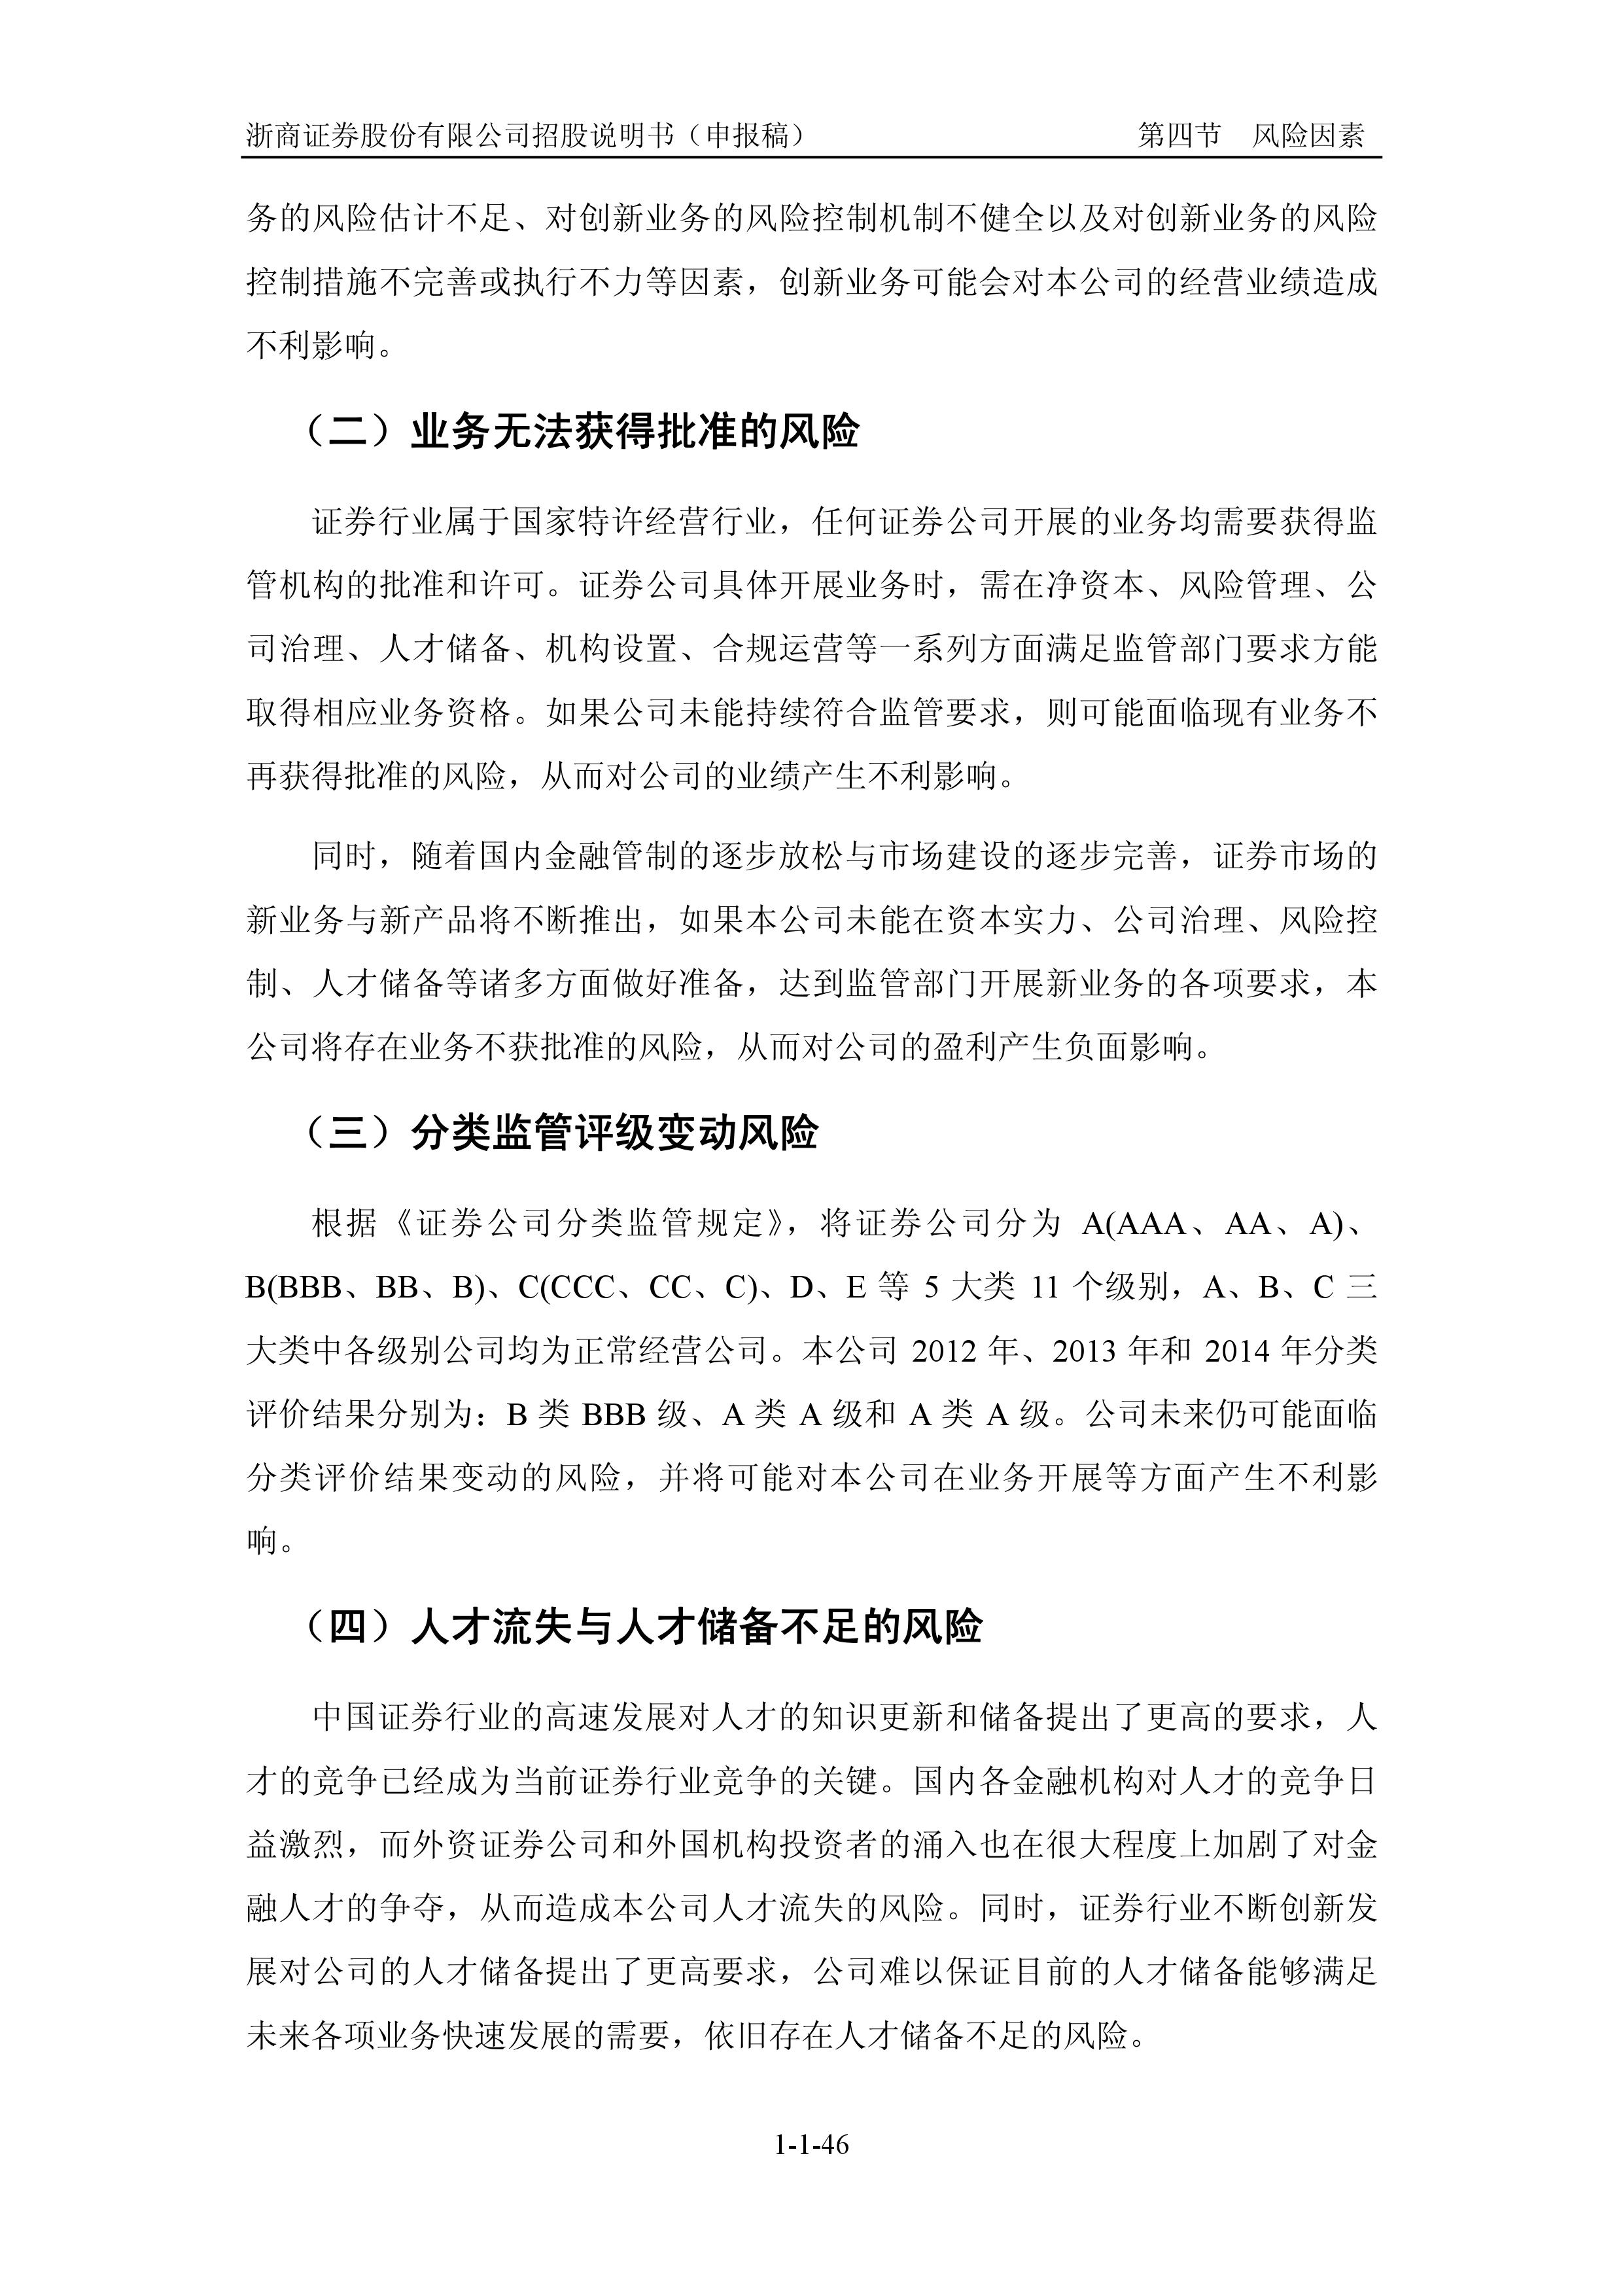 浙商证券股份有限公司招股说明书（申报稿） 第四节 风险因素
务的风险估计不足、对创新业务的风险控制机制不健全以及对创新业务的风险
控制措施不完善或执行不力等因素，创新业务可能会对本公司的经营业绩造成
不利影响。
（二）业务无法获得批准的风险
证券行业属于国家特许经营行业，任何证券公司开展的业务均需要获得监
管机构的批准和许可。证券公司具体开展业务时，需在净资本、风险管理、公
司治理、人才储备、机构设置、合规运营等一系列方面满足监管部门要求方能
取得相应业务资格。如果公司未能持续符合监管要求，则可能面临现有业务不
再获得批准的风险，从而对公司的业绩产生不利影响。
同时，随着国内金融管制的逐步放松与市场建设的逐步完善，证券市场的
新业务与新产品将不断推出，如果本公司未能在资本实力、公司治理、风险控
制、人才储备等诸多方面做好准备，达到监管部门开展新业务的各项要求，本
公司将存在业务不获批准的风险，从而对公司的盈利产生负面影响。
（三）分类监管评级变动风险
根据《证券公司分类监管规定》，将证券公司分为 A(AAA、AA、A)、
B(BBB、BB、B)、C(CCC、CC、C)、D、E 等 5 大类 11 个级别，A、B、C 三
大类中各级别公司均为正常经营公司。本公司 2012 年、2013 年和 2014 年分类
评价结果分别为：B 类 BBB 级、A 类 A 级和 A 类 A 级。公司未来仍可能面临
分类评价结果变动的风险，并将可能对本公司在业务开展等方面产生不利影
响。
（四）人才流失与人才储备不足的风险
中国证券行业的高速发展对人才的知识更新和储备提出了更高的要求，人
才的竞争已经成为当前证券行业竞争的关键。国内各金融机构对人才的竞争日
益激烈，而外资证券公司和外国机构投资者的涌入也在很大程度上加剧了对金
融人才的争夺，从而造成本公司人才流失的风险。同时，证券行业不断创新发
展对公司的人才储备提出了更高要求，公司难以保证目前的人才储备能够满足
未来各项业务快速发展的需要，依旧存在人才储备不足的风险。
1-1-46